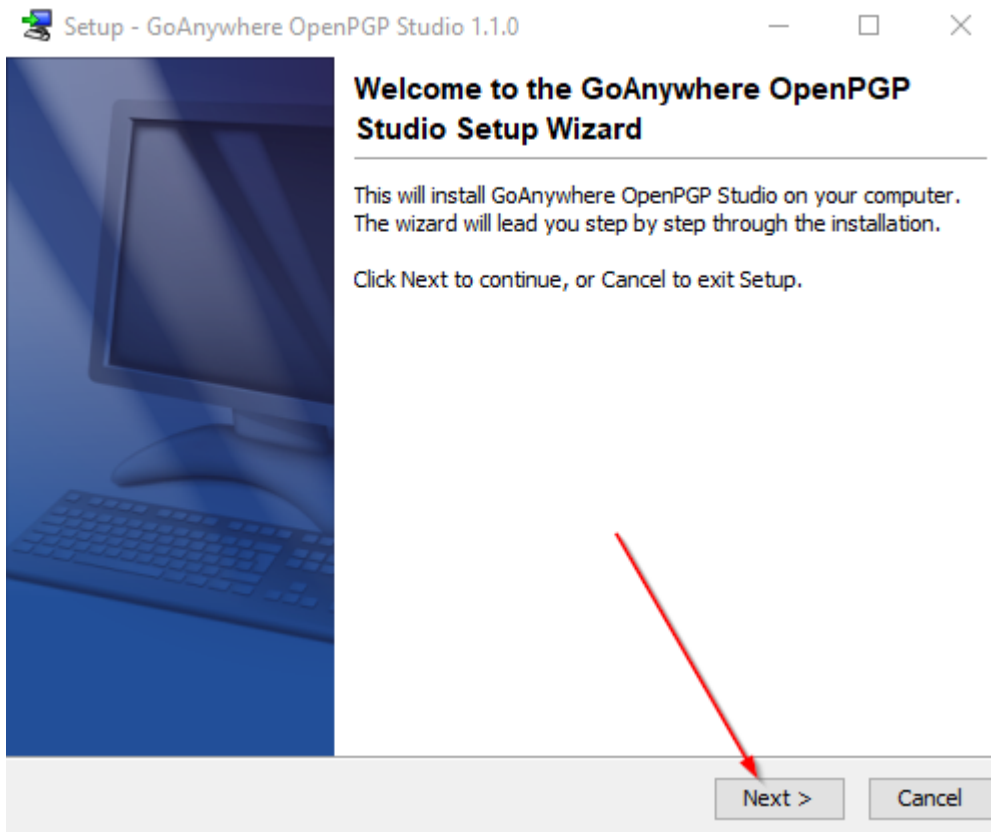 Setup - GoAnywhere OpenPGP Studio 1.1.0
Welcome to the GoAnywhere OpenPGP
Studio Setup Wizard
This will install GoAnywhere OpenPGP Studio on your computer.
The wizard will lead you step by step through the installation.
Click Next to continue, or Cancel to exit Setup.
Next >
Cancel